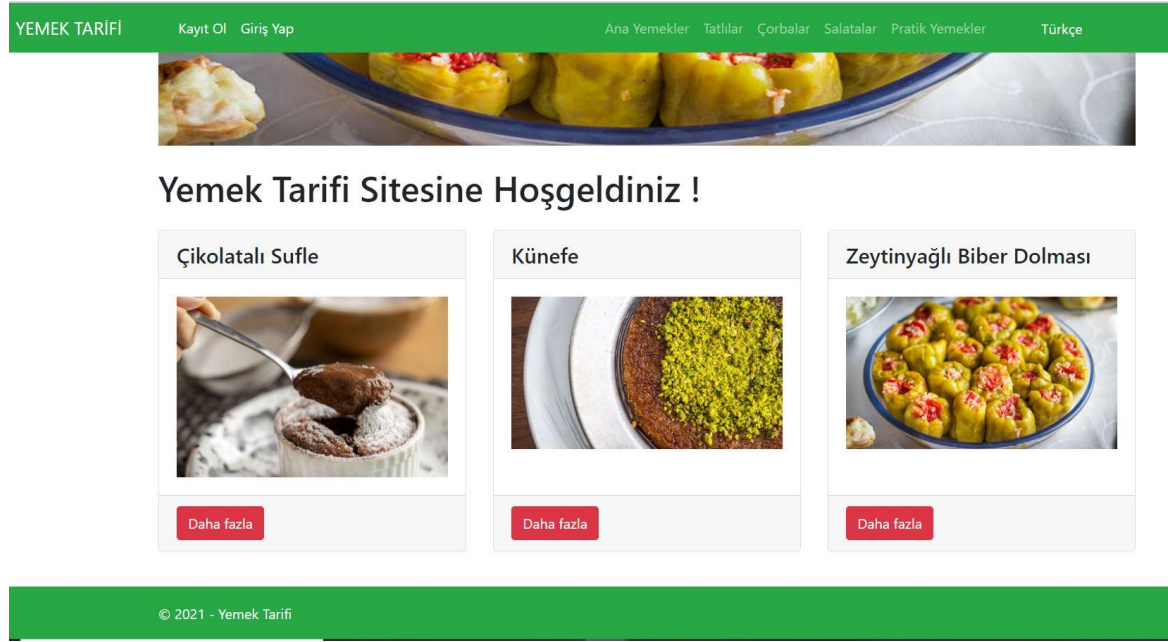 YEMEK TARİFİ Kayıt Ol Giriş Yap Ana Yemekler Tatlılar Çorbalar Salatalar Pratik Yemekler Türkçe
Yemek Tarifi Sitesine Hoşgeldiniz !
Çikolatalı Sufle Künefe Zeytinyağlı Biber Dolması
Daha fazla Daha fazla Daha fazla
© 2021 - Yemek Tarifi